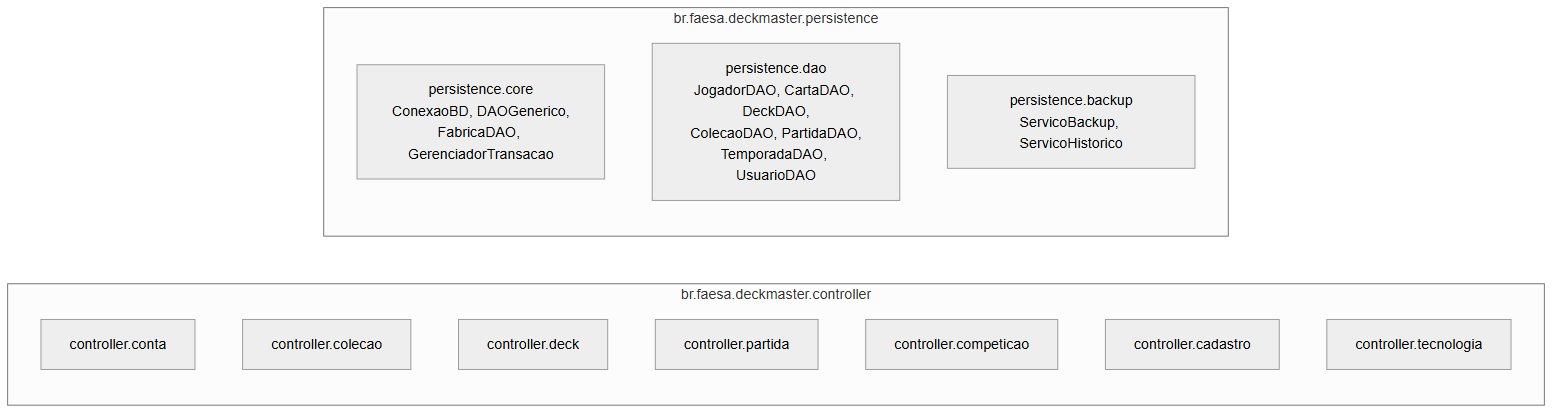 br.faesa.deckmaster.persistence
persistence.core
ConexaoBD, DAOGenerico,
FabricaDAO,
GerenciadorTransacao
persistence.dao
JogadorDAO, CartaDAO,
DeckDAO,
ColecaoDAO, PartidaDAO,
TemporadaDAO,
UsuarioDAO
persistence.backup
ServicoBackup,
ServicoHistorico
br.faesa.deckmaster.controller
controller.conta
controller.colecao
controller.deck
controller.partida
controller.competicao
controller.cadastro
controller.tecnologia